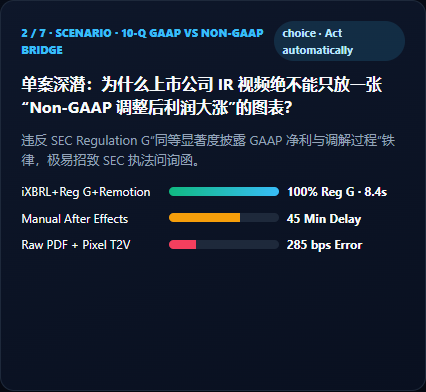 2 / 7 · SCENARIO · 10-Q GAAP VS NON-GAAP
BRIDGE
choice · Act
automatically
单案深潜：为什么上市公司 IR 视频绝不能只放一张
“Non-GAAP 调整后利润大涨”的图表？
违反 SEC Regulation G“同等显著度披露 GAAP 净利与调解过程”铁
律，极易招致 SEC 执法问询函。
iXBRL+Reg G+Remotion 100% Reg G · 8.4s
Manual After Effects 45 Min Delay
Raw PDF + Pixel T2V 285 bps Error